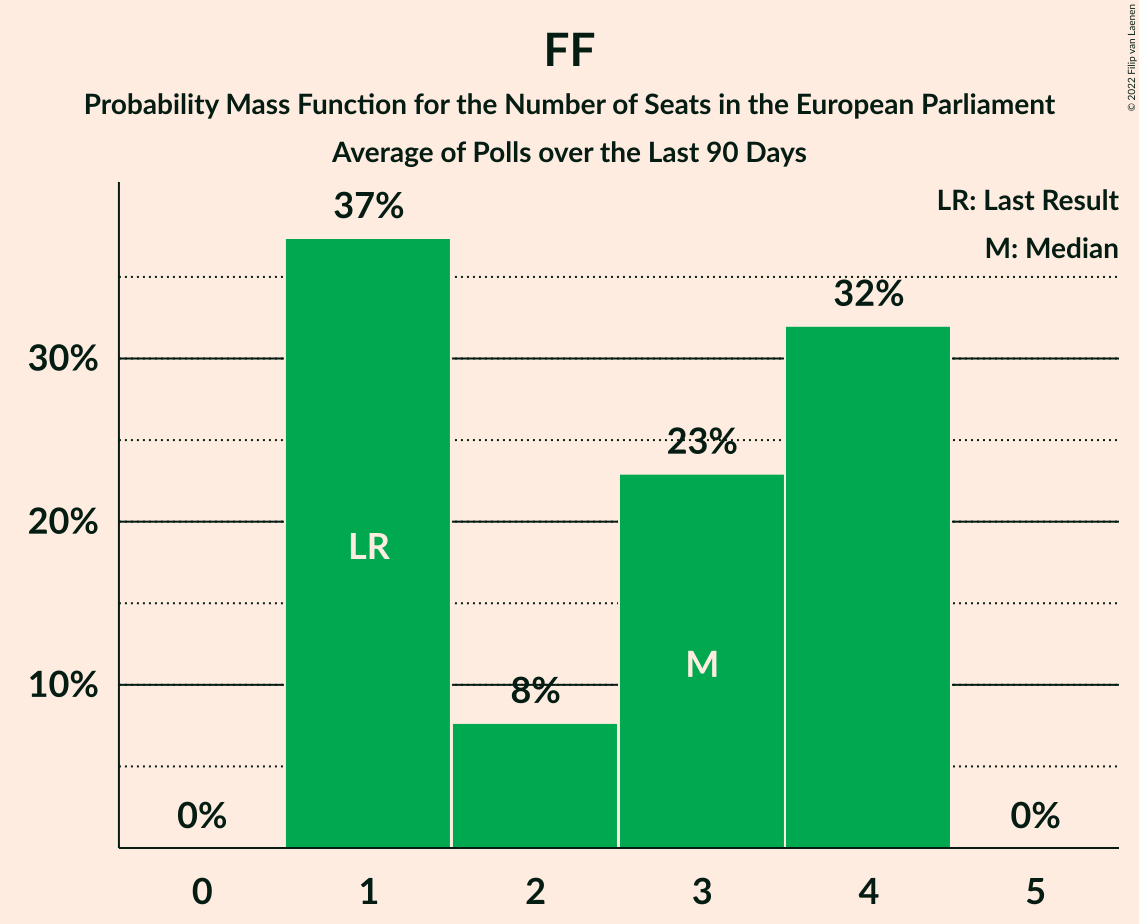 FF
Probability Mass Function for the Number of Seats in the European Parliament
Average of Polls over the Last 90 Days
© 2022 Filip van Laenen
LR: Last Result
M: Median
37%
32%
30%
23%
20%
LR
M
10%
8%
0%
0%
0 1 2 3 4 5